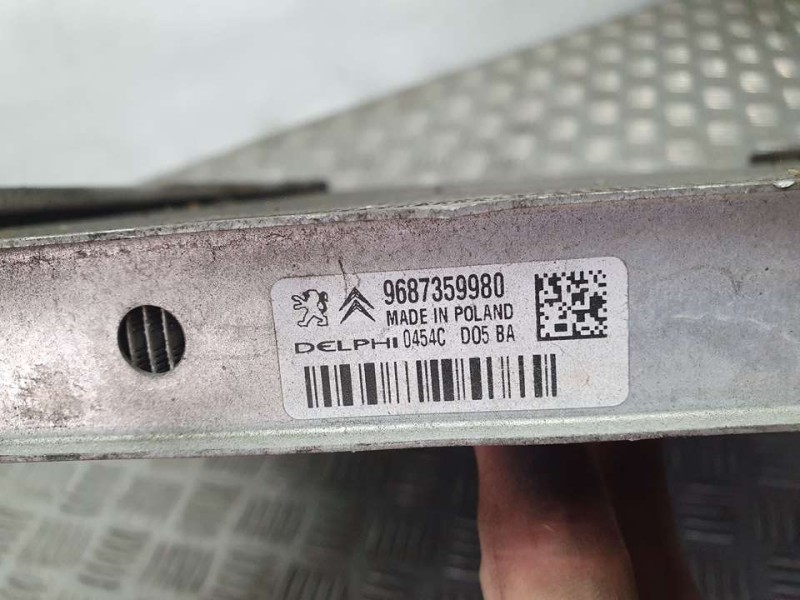 9687359980
MADE IN POLAND
DELPHI 0454C D05 BA